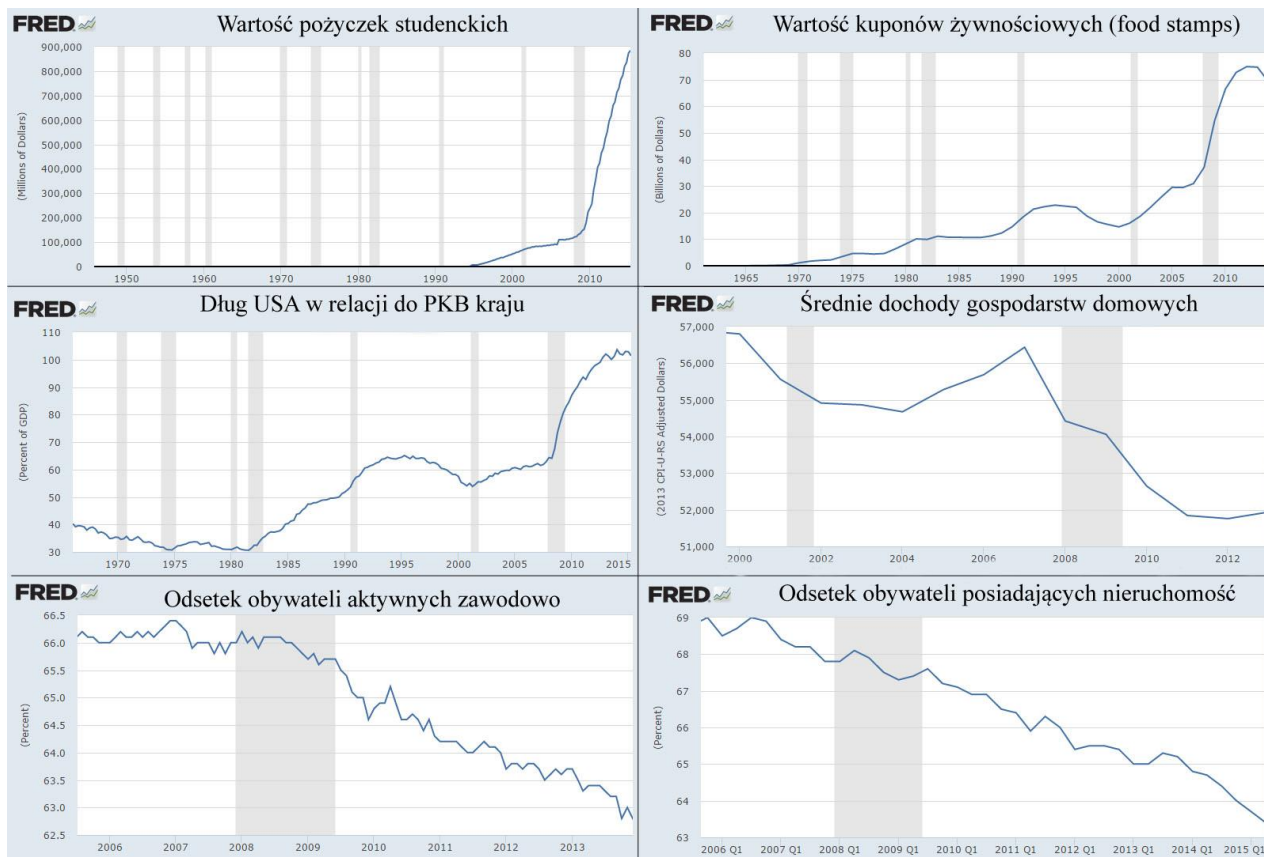 FRED
Wartość pożyczek studenckich
900,000
800,000
700,000
600,000
500,000
400,000
300,000
200,000
100,000
0
(Millions of Dollars)
1950 1960 1970 1980 1990 2000 2010
FRED
Wartość kuponów żywnościowych (food stamps)
80
70
60
50
40
30
20
10
0
(Billions of Dollars)
1965 1970 1975 1980 1985 1990 1995 2000 2005 2010
FRED
Dług USA w relacji do PKB kraju
110
100
90
80
70
60
50
40
30
(Percent of GDP)
1970 1975 1980 1985 1990 1995 2000 2005 2010 2015
FRED
Średnie dochody gospodarstw domowych
57,000
56,000
55,000
54,000
53,000
52,000
51,000
(2013 CPI-U-RS Adjusted Dollars)
2000 2002 2004 2006 2008 2010 2012
FRED
Odsetek obywateli aktywnych zawodowo
66.5
66.0
65.5
65.0
64.5
64.0
63.5
63.0
62.5
(Percent)
2006 2007 2008 2009 2010 2011 2012 2013
FRED
Odsetek obywateli posiadających nieruchomość
69
68
67
66
65
64
63
(Percent)
2006 Q1 2007 Q1 2008 Q1 2009 Q1 2010 Q1 2011 Q1 2012 Q1 2013 Q1 2014 Q1 2015 Q1